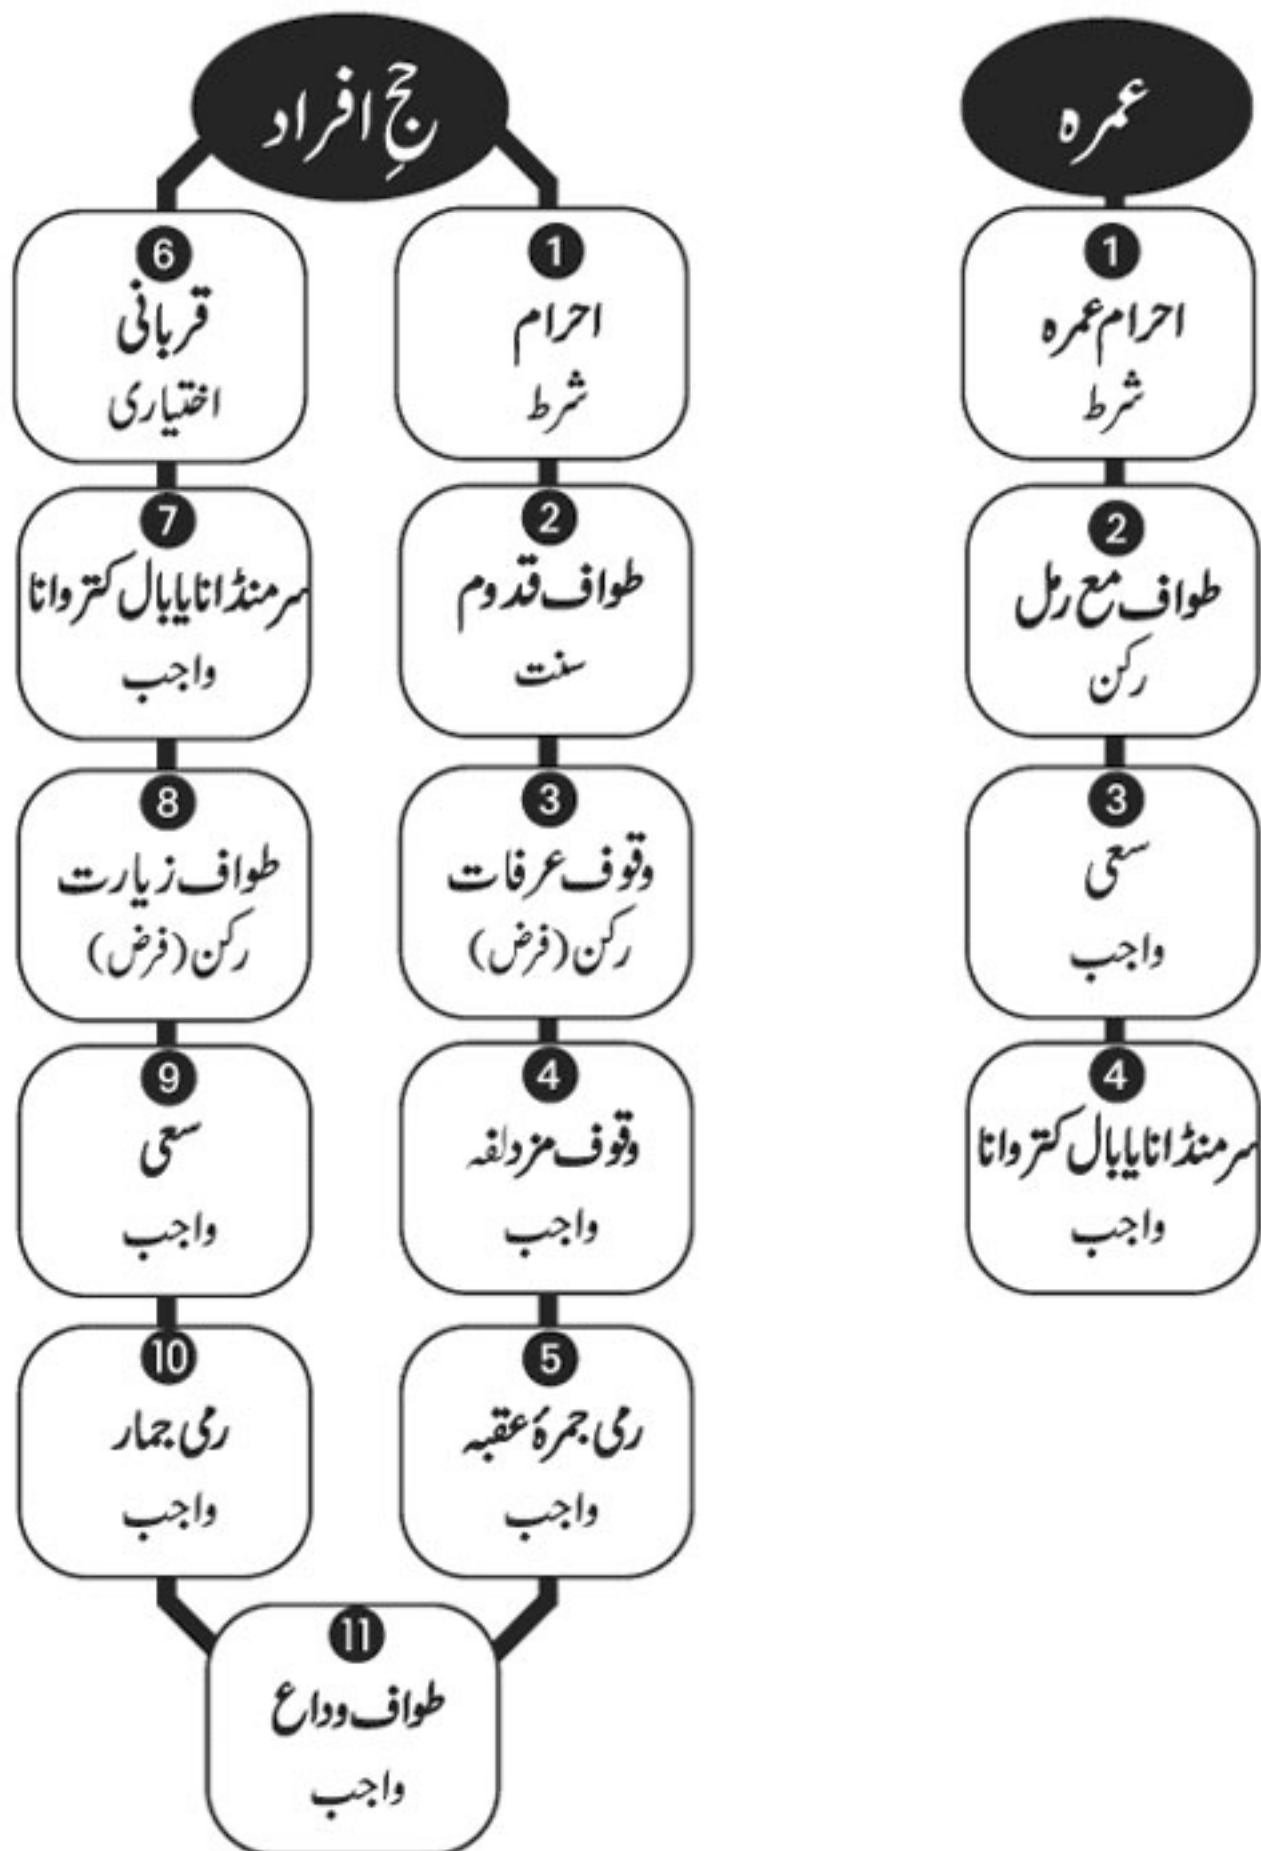 عمرہ
1
احرام عمرہ
شرط
2
طواف مع رمل
رکن
3
سعی
واجب
4
سر منڈانا یا بال کتروانا
واجب
حجِ افراد
1
احرام
شرط
2
طواف قدوم
سنت
3
وقوف عرفات
رکن (فرض)
4
وقوف مزدلفہ
واجب
5
رمی جمرۂ عقبہ
واجب
6
قربانی
اختیاری
7
سر منڈانا یا بال کتروانا
واجب
8
طواف زیارت
رکن (فرض)
9
سعی
واجب
10
رمی جمار
واجب
11
طواف وداع
واجب